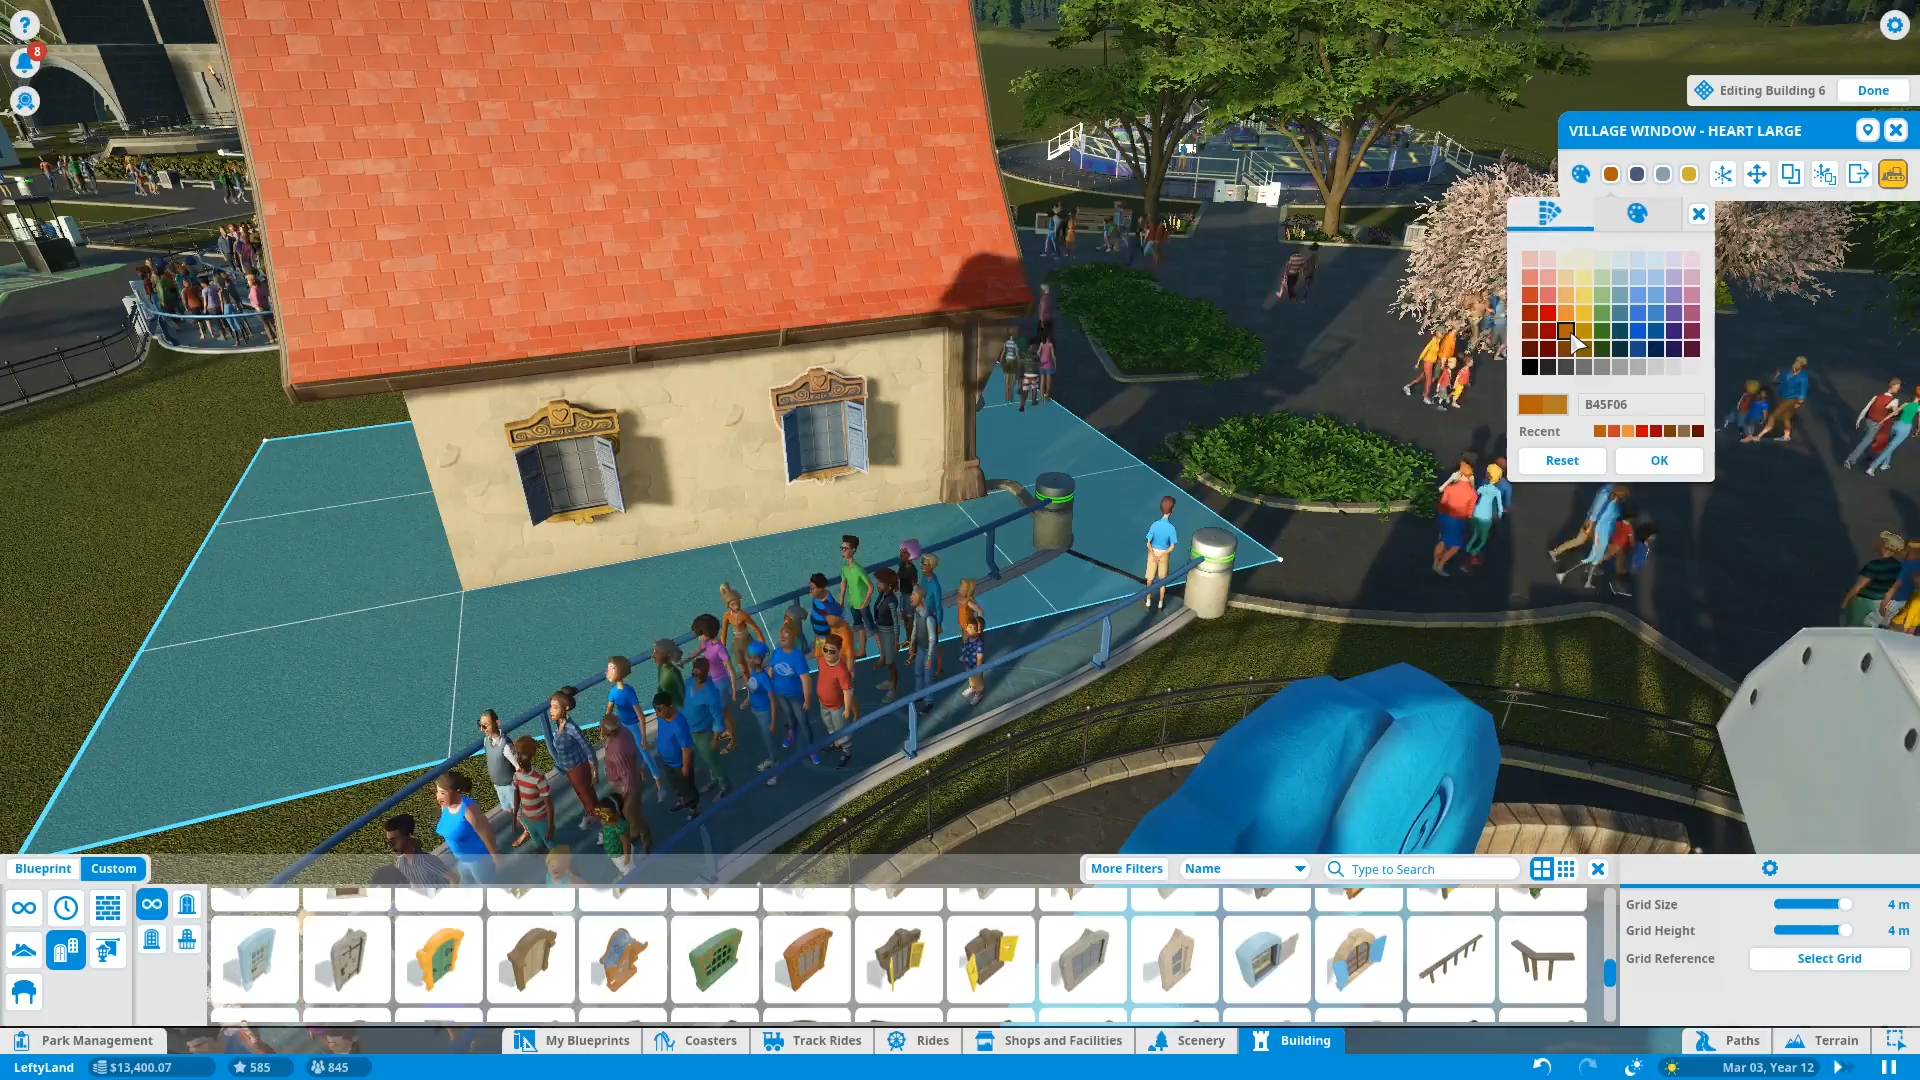 ?
8
Editing Building 6
Done
VILLAGE WINDOW - HEART LARGE
B45F06
Recent
Reset
OK
Blueprint
Custom
More Filters
Name
Type to Search
Grid Size
4 m
Grid Height
4 m
Grid Reference
Select Grid
Park Management
My Blueprints
Coasters
Track Rides
Rides
Shops and Facilities
Scenery
Building
Paths
Terrain
LeftyLand
$13,400.07
585
845
Mar 03, Year 12